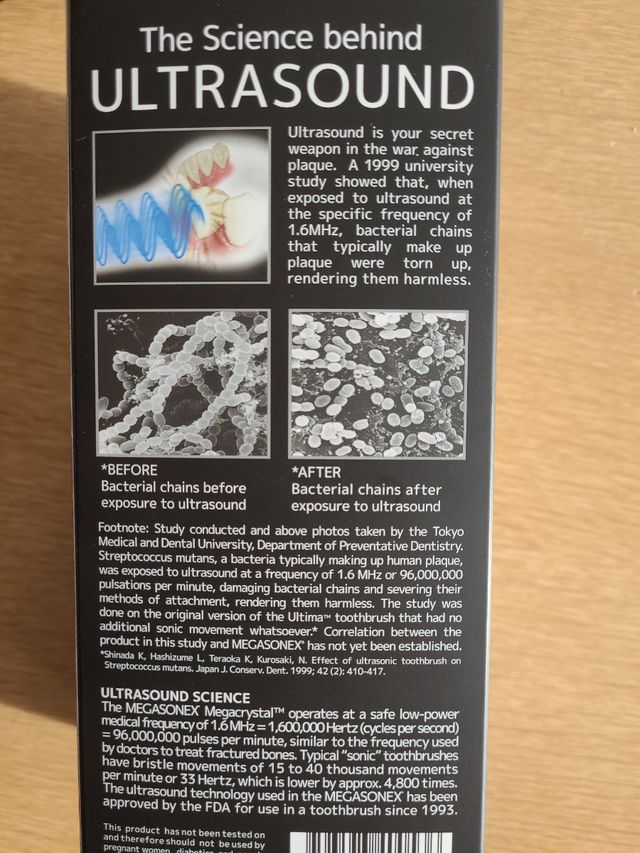 The Science behind
ULTRASOUND
Ultrasound is your secret
weapon in the war, against
plaque. A 1999 university
study showed that, when
exposed to ultrasound at
the specific frequency of
1.6MHz, bacterial chains
that typically make up
plaque were torn up,
rendering them harmless.
*BEFORE
Bacterial chains before
exposure to ultrasound
*AFTER
Bacterial chains after
exposure to ultrasound
Footnote: Study conducted and above photos taken by the Tokyo
Medical and Dental University, Department of Preventative Dentistry.
Streptococcus mutans, a bacteria typically making up human plaque,
was exposed to ultrasound at a frequency of 1.6 MHz or 96,000,000
pulsations per minute, damaging bacterial chains and severing their
methods of attachment, rendering them harmless. The study was
done on the original version of the Ultima™ toothbrush that had no
additional sonic movement whatsoever.* Correlation between the
product in this study and MEGASONEX® has not yet been established.
*Shinada K, Hashizume L, Teraoka K, Kurosaki, N. Effect of ultrasonic toothbrush on
Streptococcus mutans. Japan J. Conserv. Dent. 1999; 42 (2): 410-417.
ULTRASOUND SCIENCE
The MEGASONEX® Megacrystal™ operates at a safe low-power
medical frequency of 1.6 MHz = 1,600,000 Hertz (cycles per second)
= 96,000,000 pulses per minute, similar to the frequency used
by doctors to treat fractured bones. Typical "sonic" toothbrushes
have bristle movements of 15 to 40 thousand movements
per minute or 33 Hertz, which is lower by approx. 4,800 times.
The ultrasound technology used in the MEGASONEX® has been
approved by the FDA for use in a toothbrush since 1993.
This product has not been tested on
and therefore should not be used by
pregnant women, diabetics